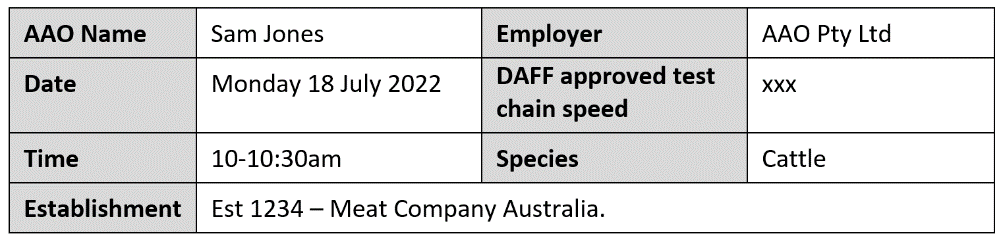 AAO Name Sam Jones Employer AAO Pty Ltd
Date Monday 18 July 2022 DAFF approved test xxx
chain speed
Time 10-10:30am Species Cattle
Establishment Est 1234 – Meat Company Australia.